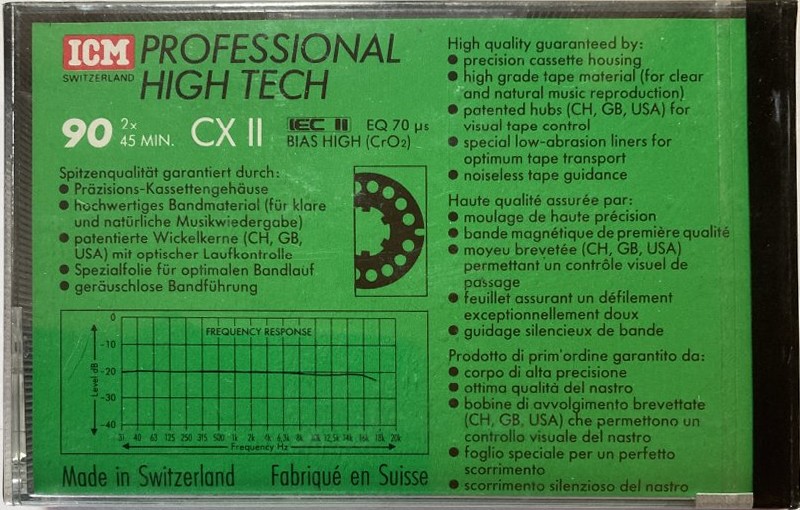 ICM
SWITZERLAND
PROFESSIONAL
HIGH TECH
90 2x
45 MIN.
CX II
IEC II EQ 70 µs
BIAS HIGH (CrO2)
Spitzenqualität garantiert durch:
● Präzisions-Kassettengehäuse
● hochwertiges Bandmaterial (für klare
und natürliche Musikwiedergabe)
● patentierte Wickelkerne (CH, GB,
USA) mit optischer Laufkontrolle
● Spezialfolie für optimalen Bandlauf
● geräuschlose Bandführung
FREQUENCY RESPONSE
0
-10
-20
-30
-40
Level dB
31 40 63 125 250 315 500 1k 2k 4k 6,3k 8k 10k 12,5k 14k 16k 18k 20k
Frequency Hz
Made in Switzerland Fabriqué en Suisse
High quality guaranteed by:
● precision cassette housing
● high grade tape material (for clear
and natural music reproduction)
● patented hubs (CH, GB, USA) for
visual tape control
● special low-abrasion liners for
optimum tape transport
● noiseless tape guidance
Haute qualité assurée par:
● moulage de haute précision
● bande magnétique de première qualité
● moyeu brevetée (CH, GB, USA)
permettant un contrôle visuel de
passage
● feuillet assurant un défilement
exceptionnellement doux
● guidage silencieux de bande
Prodotto di prim'ordine garantito da:
● corpo di alta precisione
● ottima qualità del nastro
● bobine di avvolgimento brevettate
(CH, GB, USA) che permettono un
controllo visuale del nastro
● foglio speciale per un perfetto
scorrimento
● scorrimento silenzioso del nastro